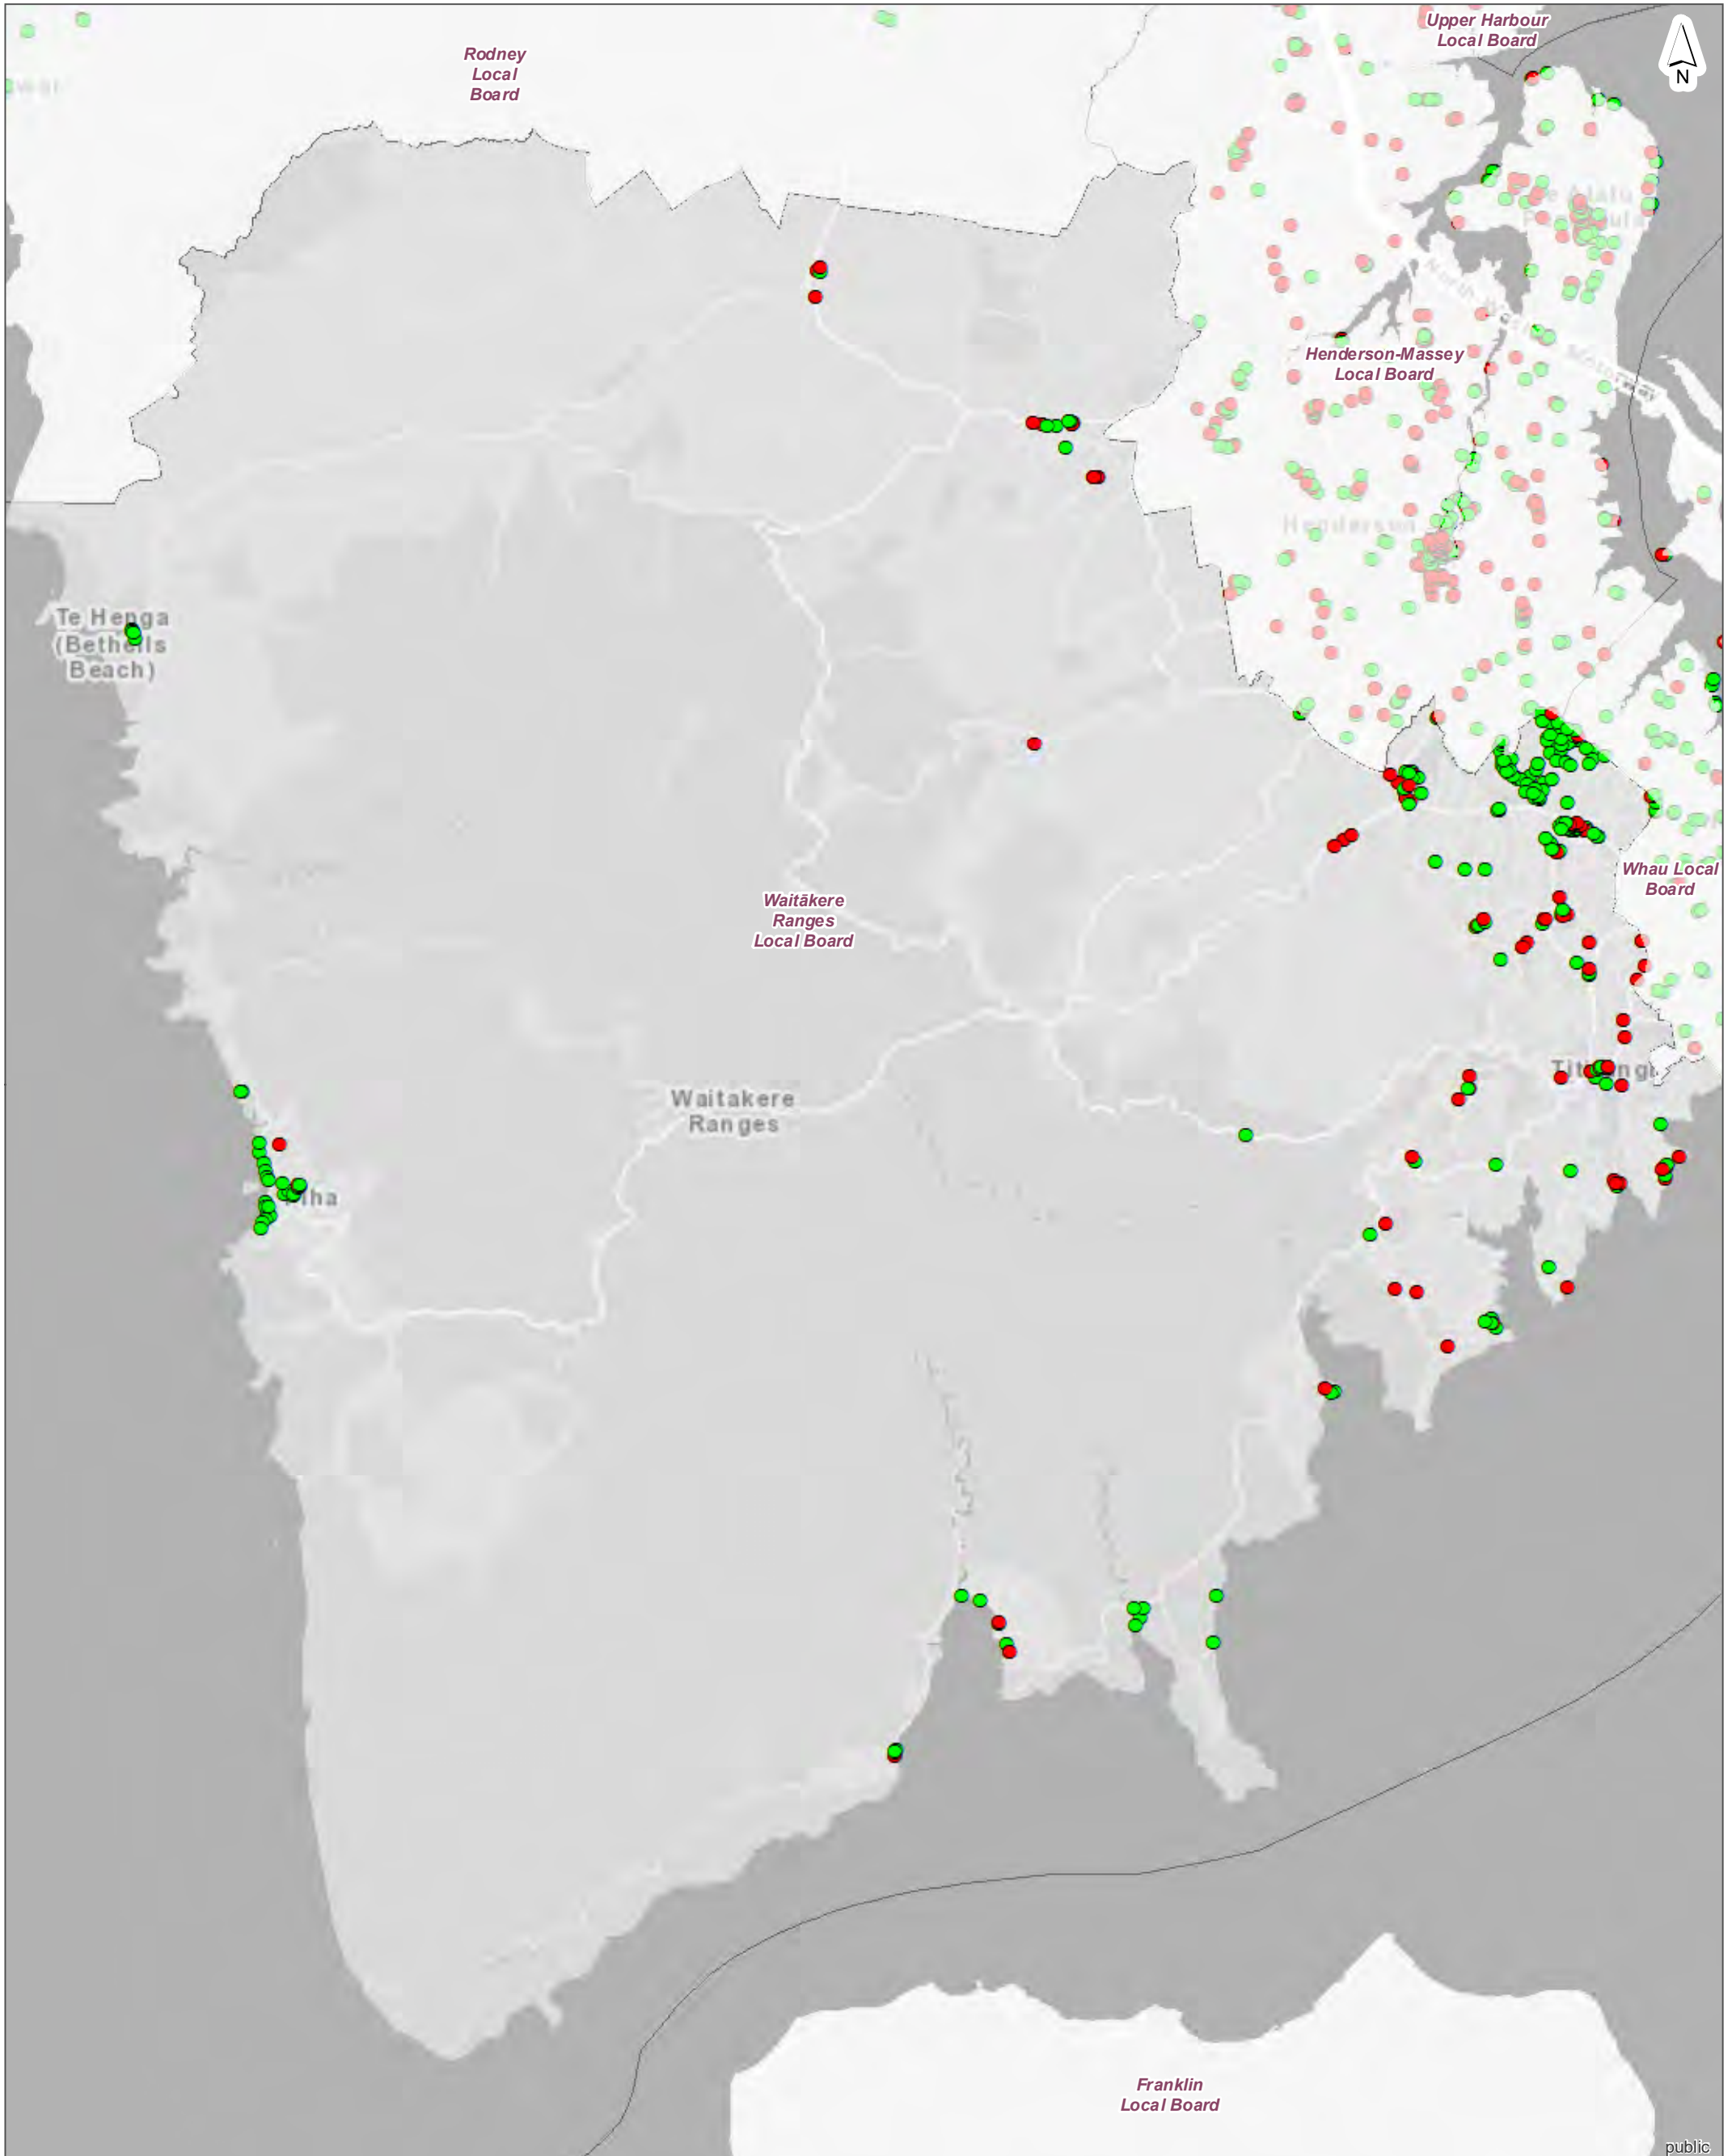 Upper Harbour
Local Board
N
Rodney
Local
Board
Henderson-Massey
Local Board
Henderson
Te Henga
(Bethells
Beach)
Waitākere
Ranges
Local Board
Whau Local
Board
Waitakere
Ranges
Franklin
Local Board
public